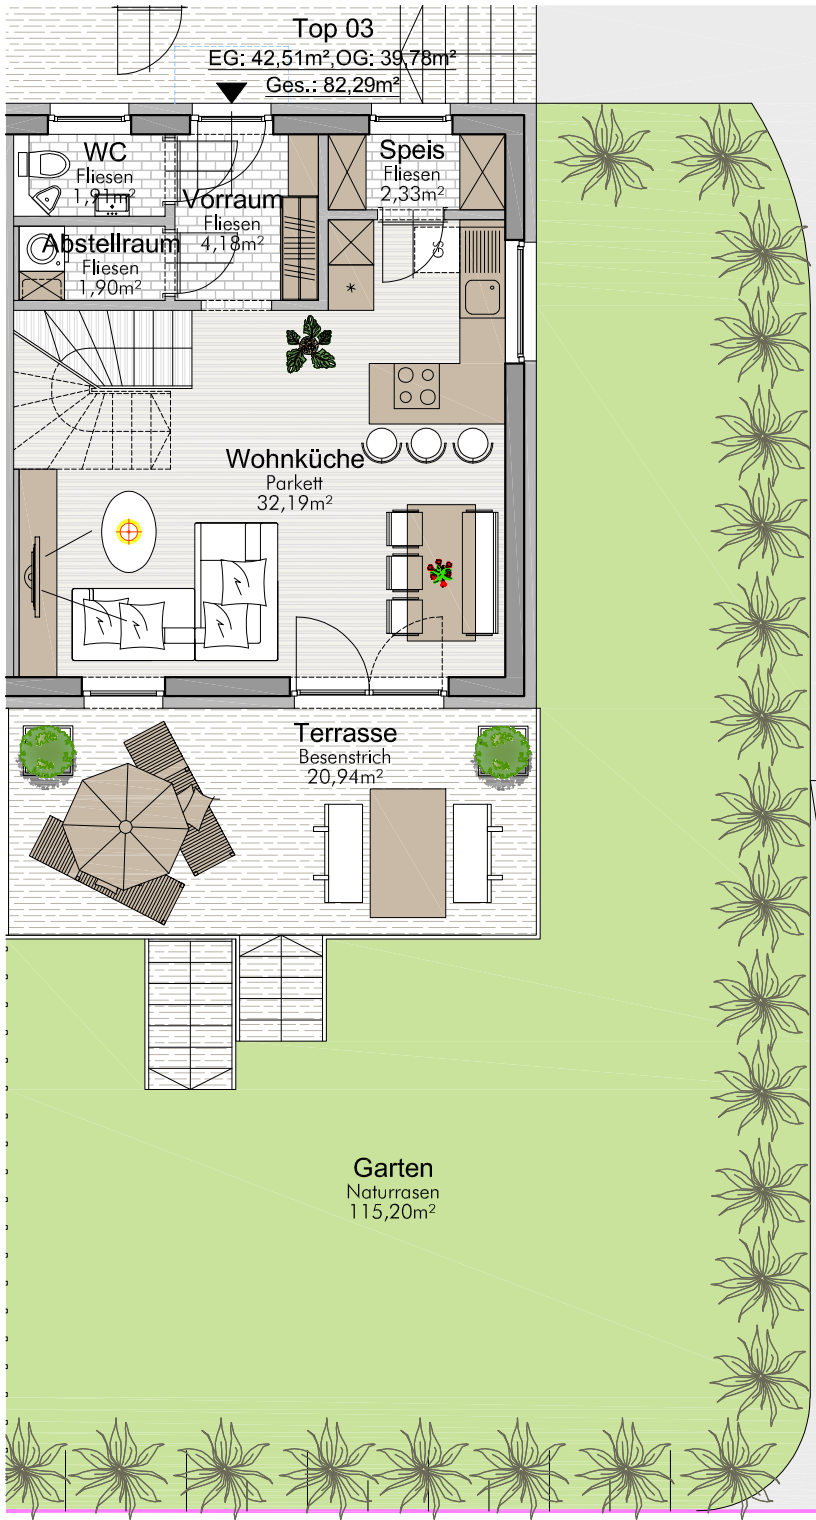 Top 03
EG: 42,51m², OG: 39,78m²
Ges.: 82,29m²
WC
Fliesen
1,91m²
Speis
Fliesen
2,33m²
Vorraum
Fliesen
4,18m²
Abstellraum
Fliesen
1,90m²
GS
*
Wohnküche
Parkett
32,19m²
Terrasse
Besenstrich
20,94m²
Garten
Naturrasen
115,20m²